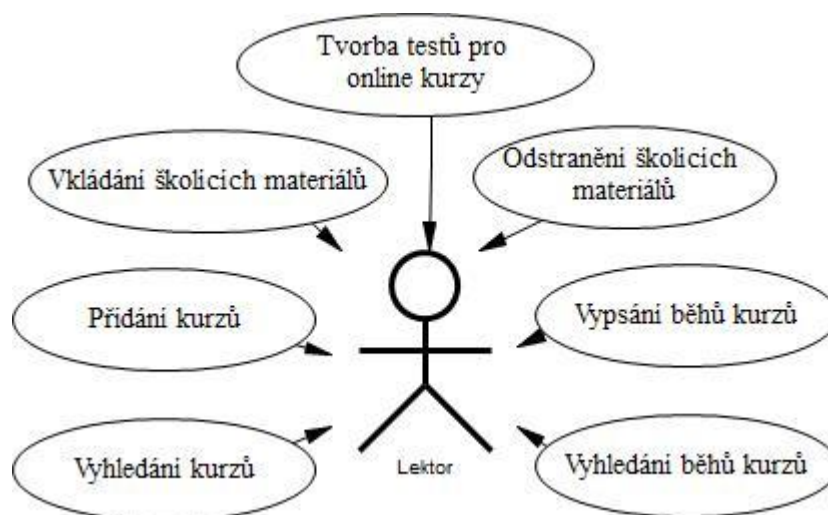 Tvorba testů pro
online kurzy
Vkládání školicích materiálů
Odstranění školicích
materiálů
Přidání kurzů
Vypsání běhů kurzů
Vyhledání kurzů
Lektor
Vyhledání běhů kurzů